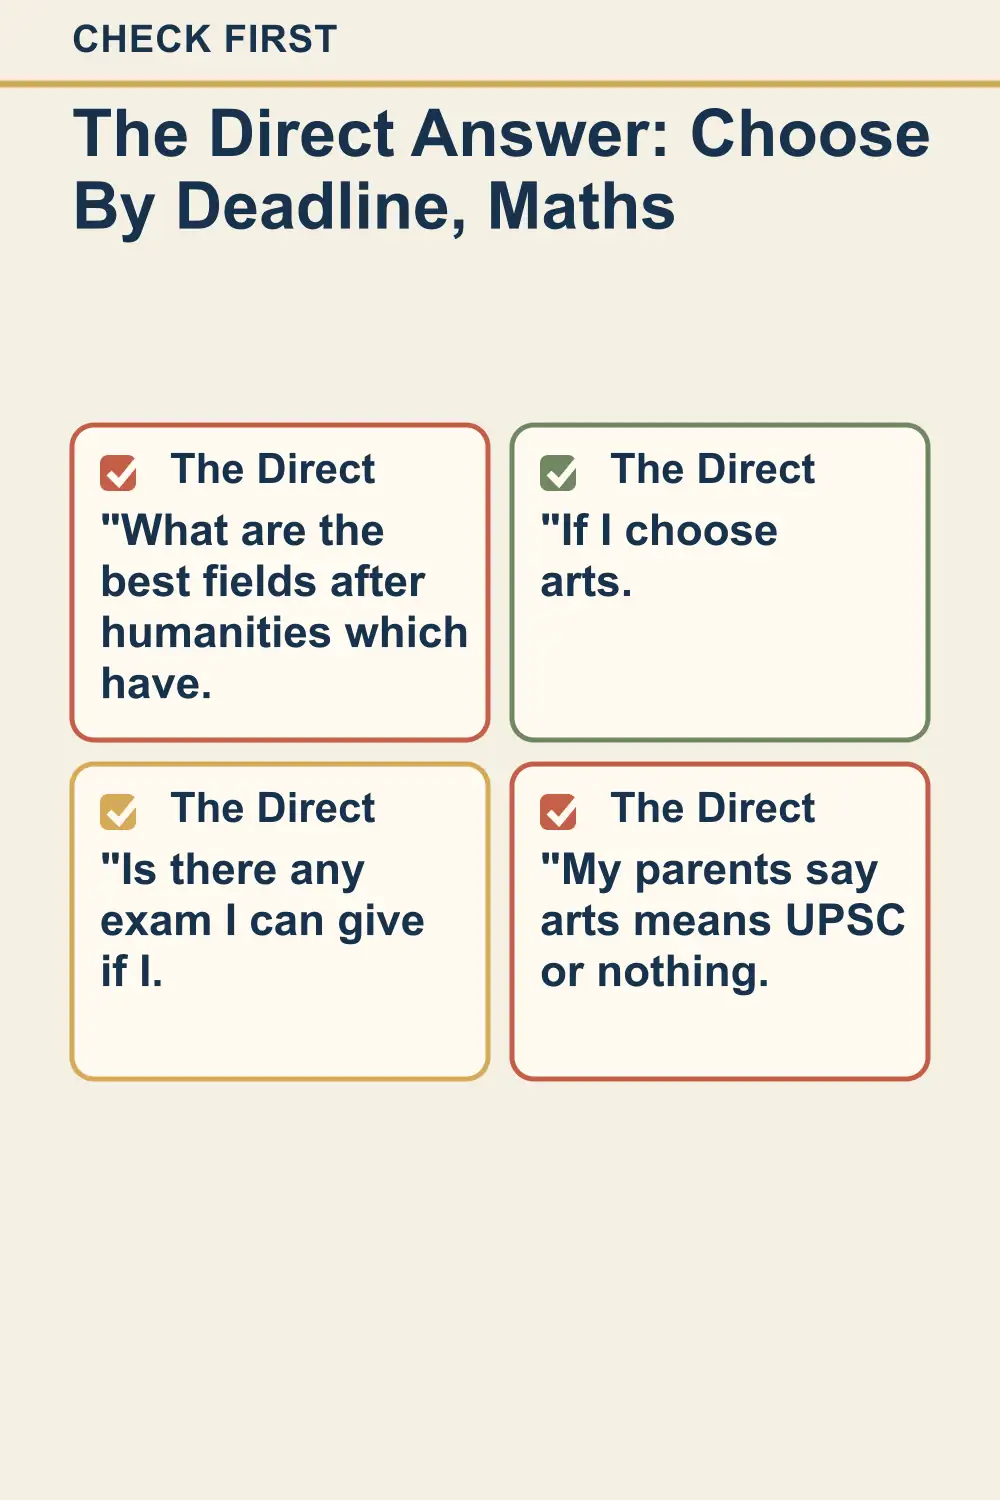 CHECK FIRST
The Direct Answer: Choose
By Deadline, Maths
The Direct
"What are the
best fields after
humanities which
have.
The Direct
"If I choose
arts.
The Direct
"Is there any
exam I can give
if I.
The Direct
"My parents say
arts means UPSC
or nothing.